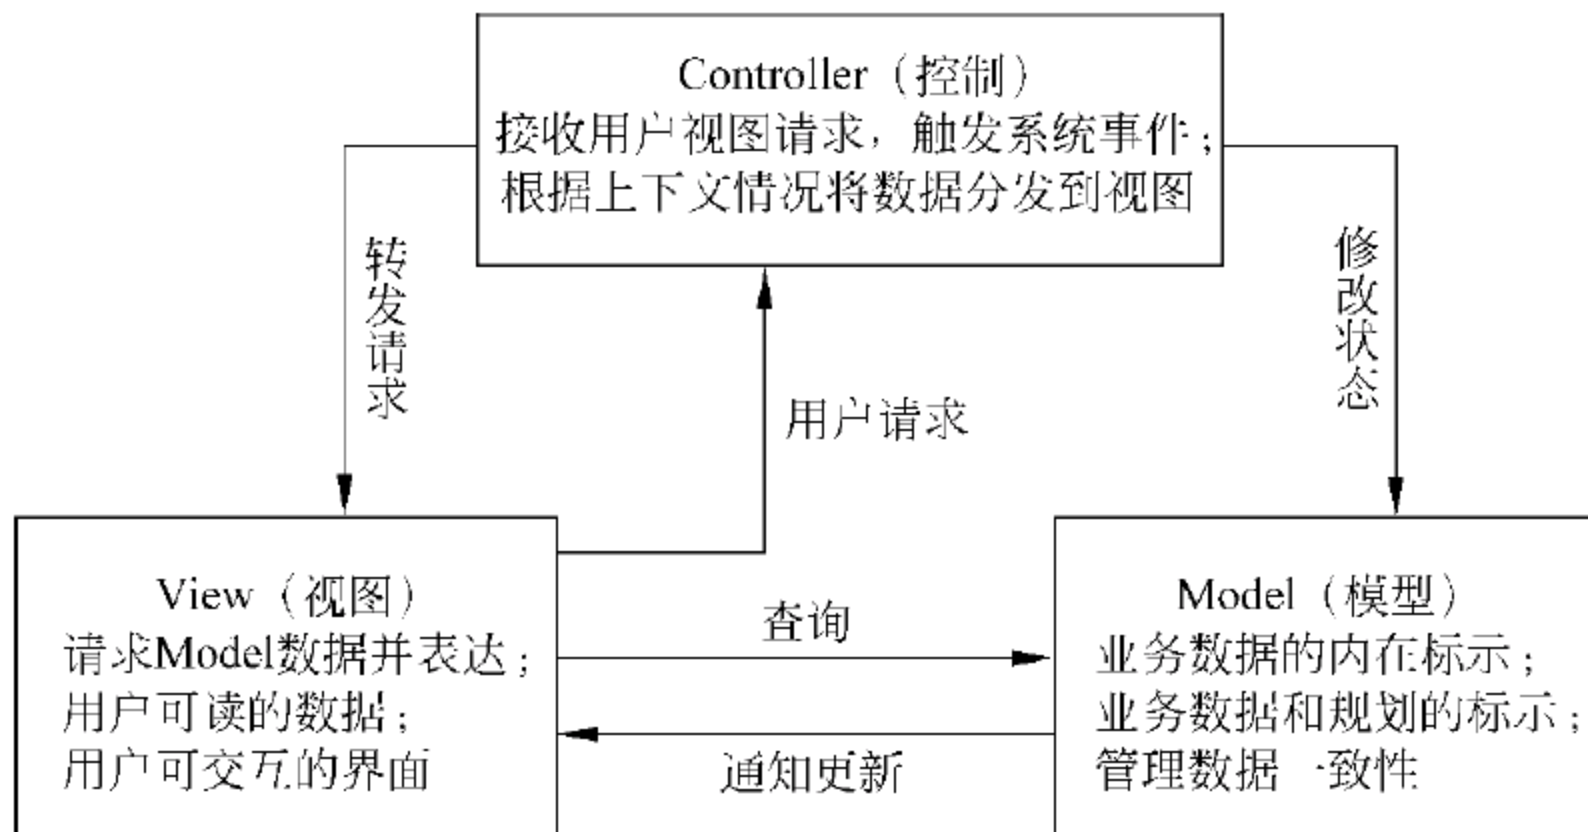 Controller（控制）
接收用户视图请求，触发系统事件；
根据上下文情况将数据分发到视图
转发请求
修改状态
用户请求
View（视图）
请求Model数据并表达；
用户可读的数据；
用户可交互的界面
查询
通知更新
Model（模型）
业务数据的内在标示；
业务数据和规划的标示；
管理数据一致性